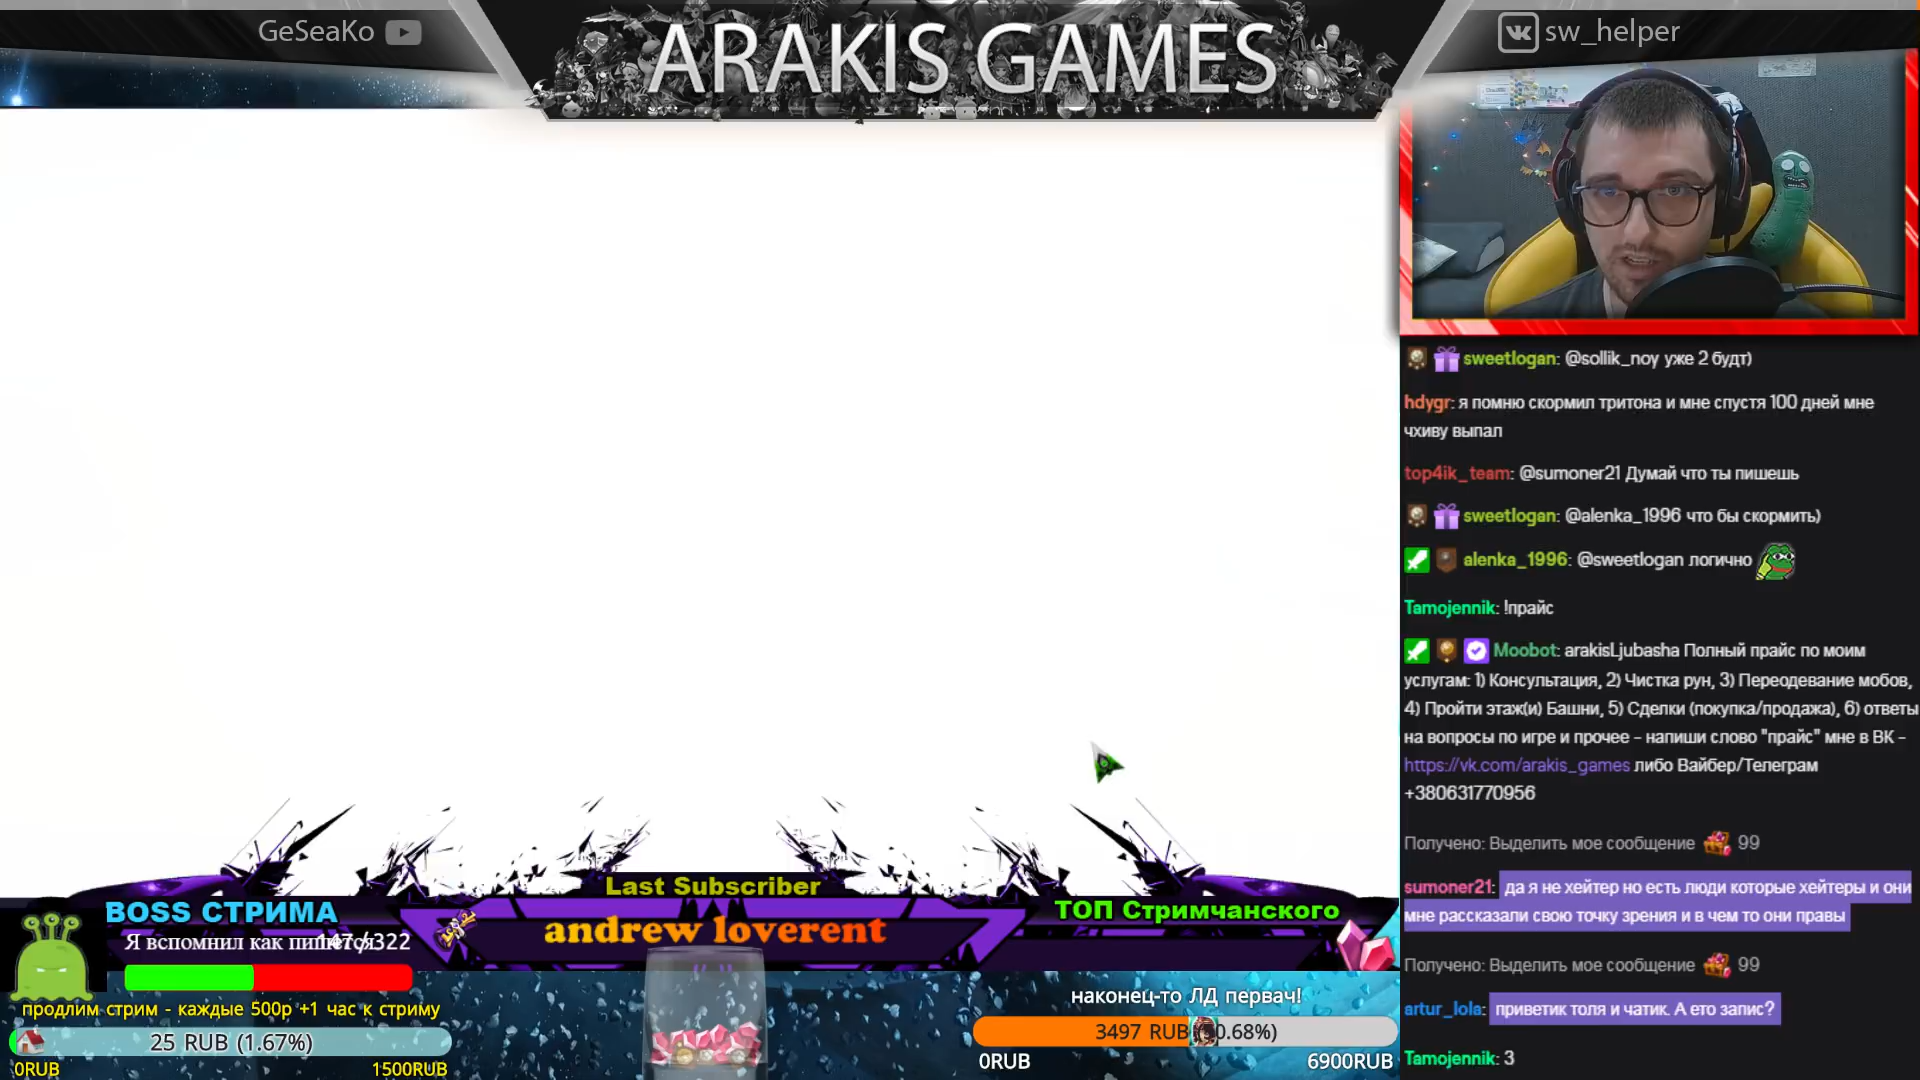 GeSeaKo
ARAKIS GAMES
sw_helper
sweetlogan: @sollik_noy уже 2 будт)
hdygr: я помню скормил тритона и мне спустя 100 дней мне
чхиву выпал
top4ik_team: @sumoner21 Думай что ты пишешь
sweetlogan: @alenka_1996 что бы скормить)
alenka_1996: @sweetlogan логично
Tamojennik: !прайс
Moobot: arakisLjubasha Полный прайс по моим
услугам: 1) Консультация, 2) Чистка рун, 3) Переодевание мобов,
4) Пройти этаж(и) Башни, 5) Сделки (покупка/продажа), 6) ответы
на вопросы по игре и прочее - напиши слово "прайс" мне в ВК -
https://vk.com/arakis_games либо Вайбер/Телеграм
+380631770956
Получено: Выделить мое сообщение 99
sumoner21: да я не хейтер но есть люди которые хейтеры и они
мне рассказали свою точку зрения и в чем то они правы
Получено: Выделить мое сообщение 99
artur_lola: приветик толя и чатик. А ето запис?
Tamojennik: 3
BOSS СТРИМА
Я вспомнил как пишется
147 / 322
продлим стрим - каждые 500р +1 час к стриму
25 RUB (1.67%)
0RUB
1500RUB
Last Subscriber
andrew loverent
ТОП Стримчанского
наконец-то ЛД первач!
3497 RUB 0.68%)
0RUB
6900RUB